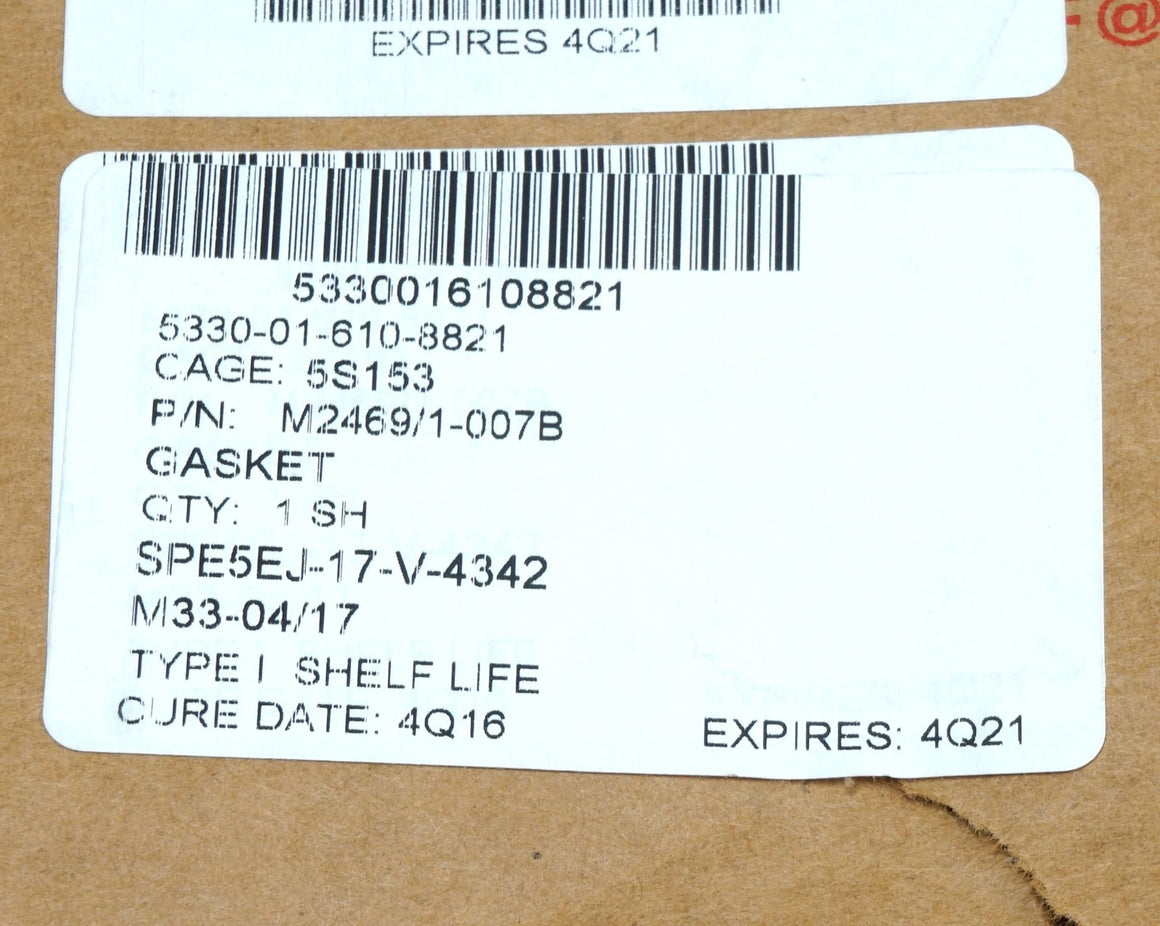 @
EXPIRES 4Q21
5330016108821
5330-01-610-8821
CAGE: 5S153
P/N: M2469/1-007B
GASKET
QTY: 1 SH
SPE5EJ-17-V-4342
M33-04/17
TYPE I SHELF LIFE
CURE DATE: 4Q16
EXPIRES: 4Q21